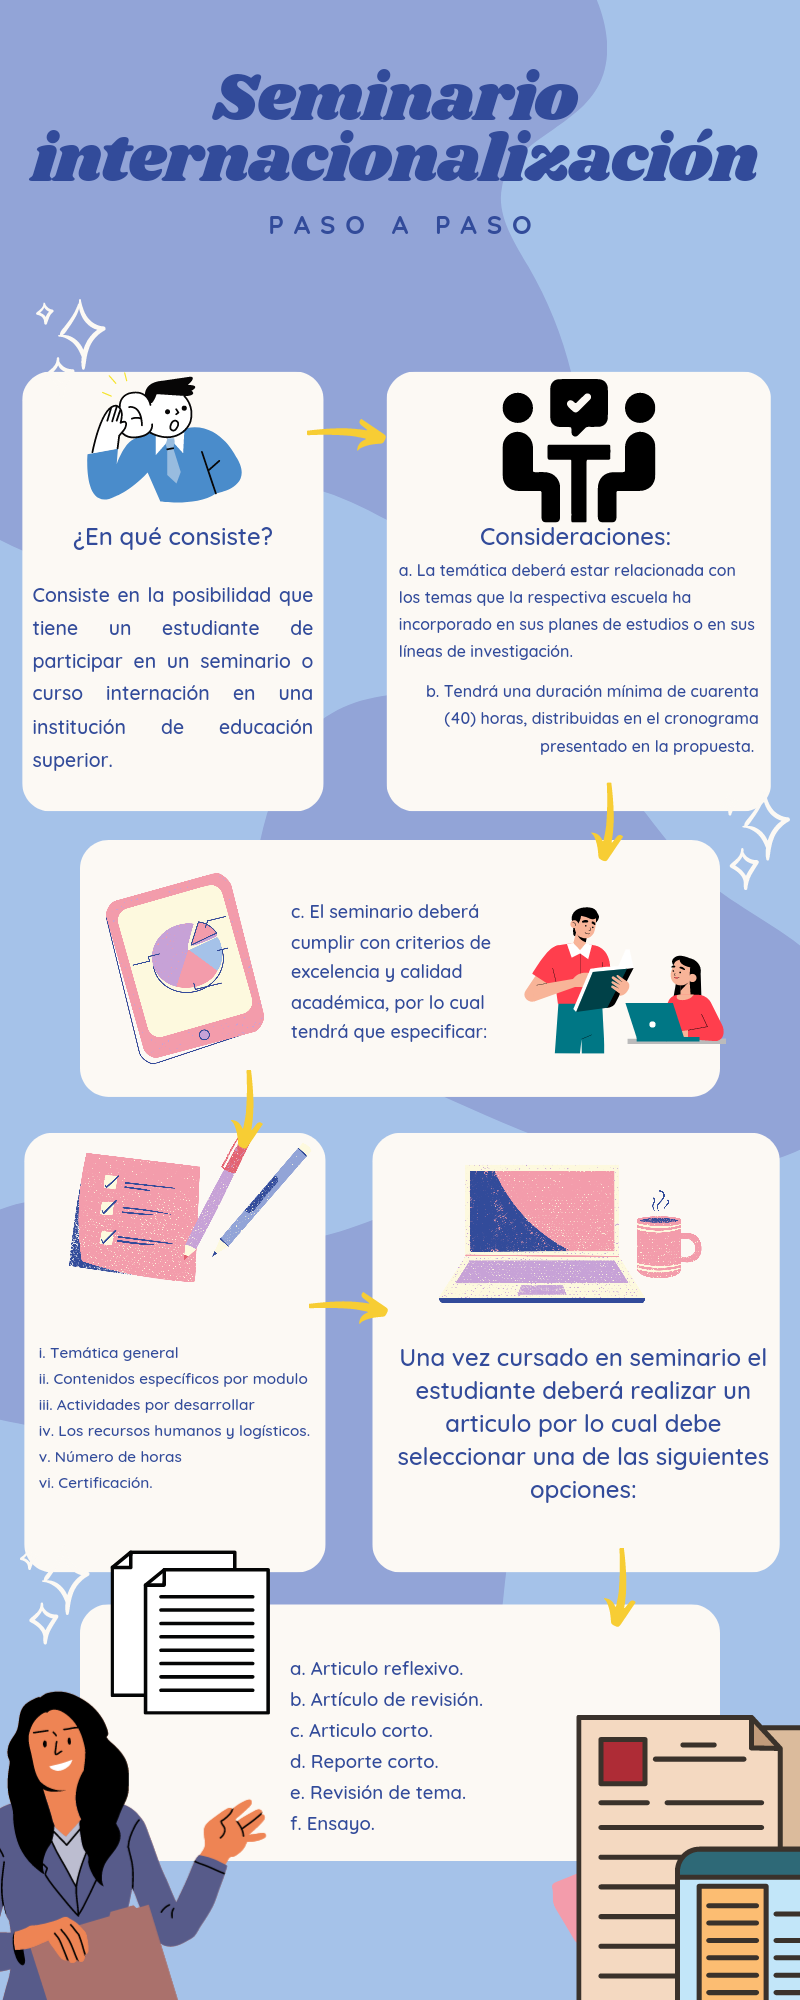 Seminario
internacionalización
PASO A PASO
¿En qué consiste?
Consiste en la posibilidad que
tiene un estudiante de
participar en un seminario o
curso internación en una
institución de educación
superior.
Consideraciones:
a. La temática deberá estar relacionada con
los temas que la respectiva escuela ha
incorporado en sus planes de estudios o en sus
líneas de investigación.
b. Tendrá una duración mínima de cuarenta
(40) horas, distribuidas en el cronograma
presentado en la propuesta.
c. El seminario deberá
cumplir con criterios de
excelencia y calidad
académica, por lo cual
tendrá que especificar:
i. Temática general
ii. Contenidos específicos por modulo
iii. Actividades por desarrollar
iv. Los recursos humanos y logísticos.
v. Número de horas
vi. Certificación.
Una vez cursado en seminario el
estudiante deberá realizar un
articulo por lo cual debe
seleccionar una de las siguientes
opciones:
a. Articulo reflexivo.
b. Artículo de revisión.
c. Articulo corto.
d. Reporte corto.
e. Revisión de tema.
f. Ensayo.